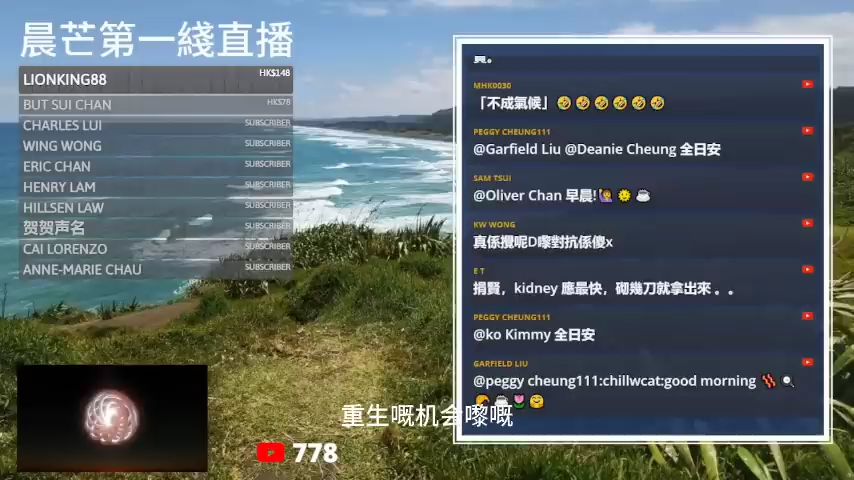 晨芒第一綫直播
LIONKING88 HK$148
BUT SUI CHAN HK$78
CHARLES LUI SUBSCRIBER
WING WONG SUBSCRIBER
ERIC CHAN SUBSCRIBER
HENRY LAM SUBSCRIBER
HILLSEN LAW SUBSCRIBER
贺贺声名 SUBSCRIBER
CAI LORENZO SUBSCRIBER
ANNE-MARIE CHAU SUBSCRIBER
MHK0030
「不成氣候」🤣🤣🤣🤣🤣🤣
PEGGY CHEUNG111
@Garfield Liu @Deanie Cheung 全日安
SAM TSUI
@Oliver Chan 早晨!🙋🌞☕
KW WONG
真係攪呢D嚟對抗係傻x
E T
捐腎，kidney 應最快，砌幾刀就拿出來。。
PEGGY CHEUNG111
@ko Kimmy 全日安
GARFIELD LIU
@peggy cheung111:chillwcat:good morning 🥓🍳
🥐☕🌷🤗
重生嘅机会嚟嘅
778